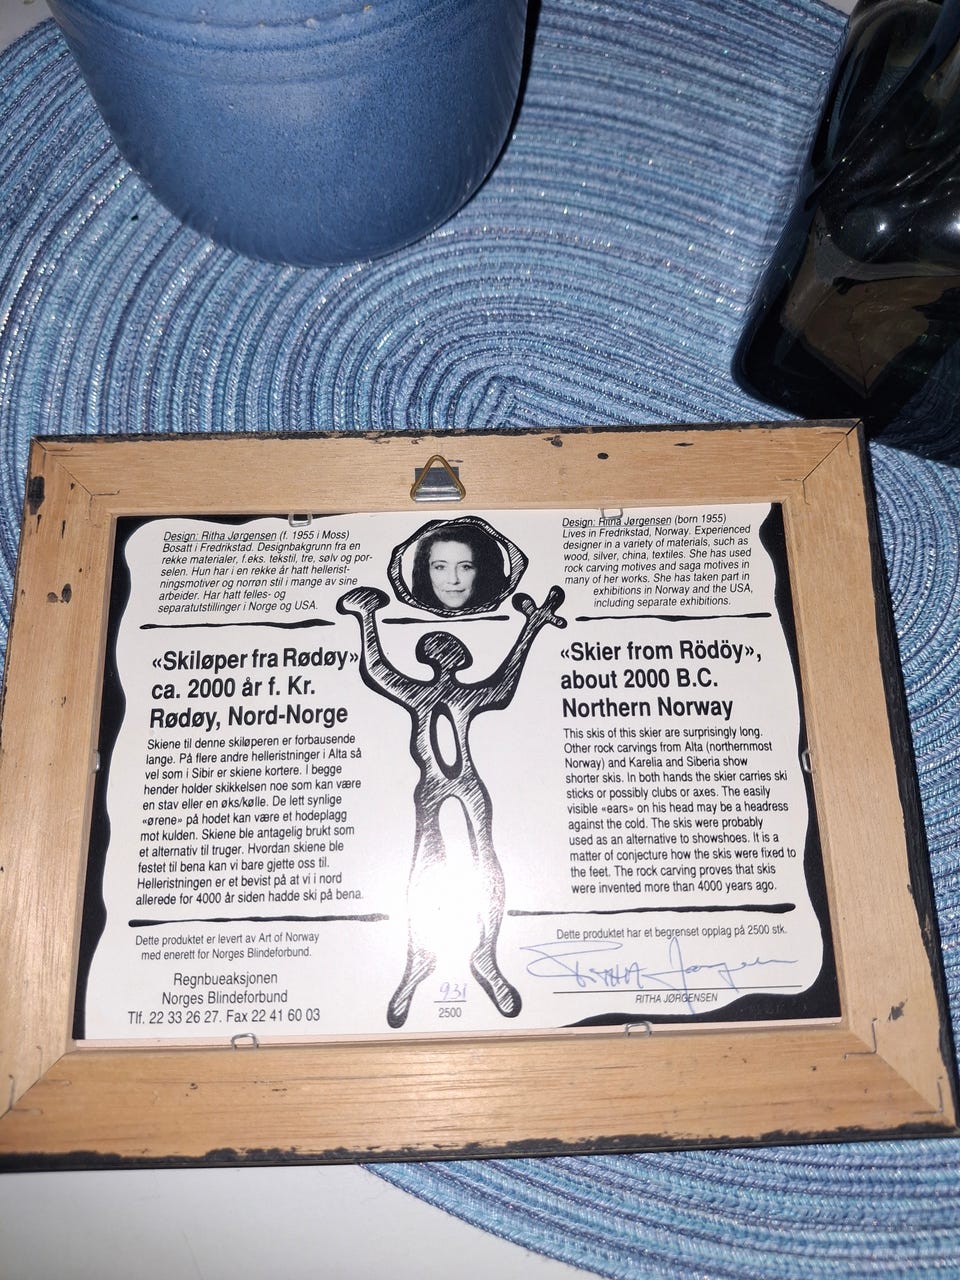 Design: Ritha Jørgensen (f. 1955 i Moss)
Bosatt i Fredrikstad. Designbakgrunn fra en
rekke materialer, f.eks. tekstil, tre, sølv og por-
selen. Hun har i en rekke år hatt hellerist-
ningsmotiver og norrøn stil i mange av sine
arbeider. Har hatt felles- og
separatutstillinger i Norge og USA.
«Skiløper fra Rødøy»
ca. 2000 år f. Kr.
Rødøy, Nord-Norge
Skiene til denne skiløperen er forbausende
lange. På flere andre helleristninger i Alta så
vel som i Sibir er skiene kortere. I begge
hender holder skikkelsen noe som kan være
en stav eller en øks/kølle. De lett synlige
«ørene» på hodet kan være et hodeplagg
mot kulden. Skiene ble antagelig brukt som
et alternativ til truger. Hvordan skiene ble
festet til bena kan vi bare gjette oss til.
Helleristningen er et bevist på at vi i nord
allerede for 4000 år siden hadde ski på bena.
Dette produktet er levert av Art of Norway
med enerett for Norges Blindeforbund.
Regnbueaksjonen
Norges Blindeforbund
Tlf. 22 33 26 27. Fax 22 41 60 03
931
2500
Design: Ritha Jørgensen (born 1955)
Lives in Fredrikstad, Norway. Experienced
designer in a variety of materials, such as
wood, silver, china, textiles. She has used
rock carving motives and saga motives in
many of her works. She has taken part in
exhibitions in Norway and the USA,
including separate exhibitions.
«Skier from Rödöy»,
about 2000 B.C.
Northern Norway
This skis of this skier are surprisingly long.
Other rock carvings from Alta (northernmost
Norway) and Karelia and Siberia show
shorter skis. In both hands the skier carries ski
sticks or possibly clubs or axes. The easily
visible «ears» on his head may be a headress
against the cold. The skis were probably
used as an alternative to showshoes. It is a
matter of conjecture how the skis were fixed to
the feet. The rock carving proves that skis
were invented more than 4000 years ago.
Dette produktet har et begrenset opplag på 2500 stk.
Ritha Jørgensen
RITHA JØRGENSEN